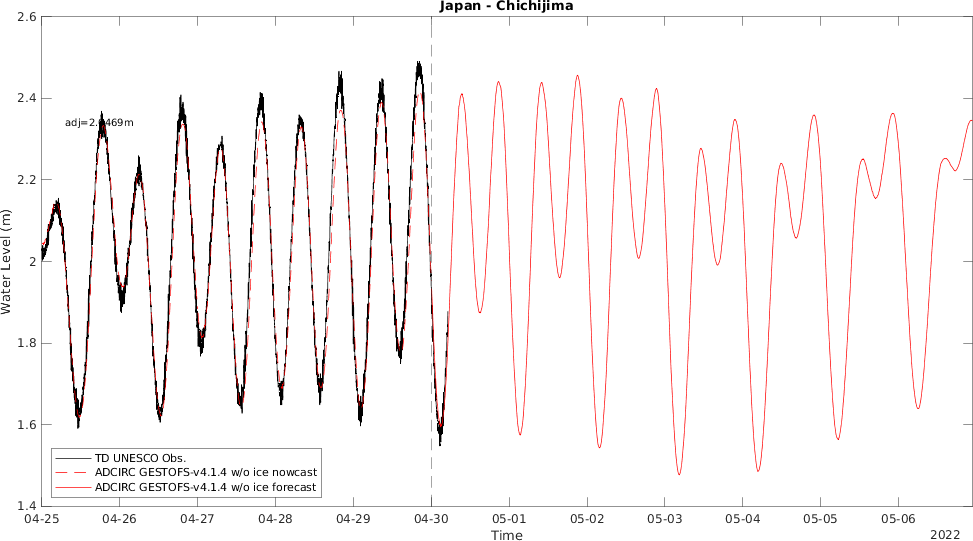 Japan - Chichijima
2.6
2.4
2.2
2
1.8
1.6
1.4
Water Level (m)
TD UNESCO Obs.
ADCIRC GESTOFS-v4.1.4 w/o ice nowcast
ADCIRC GESTOFS-v4.1.4 w/o ice forecast
04-25 04-26 04-27 04-28 04-29 04-30 05-01 05-02 05-03 05-04 05-05 05-06
Time
2022